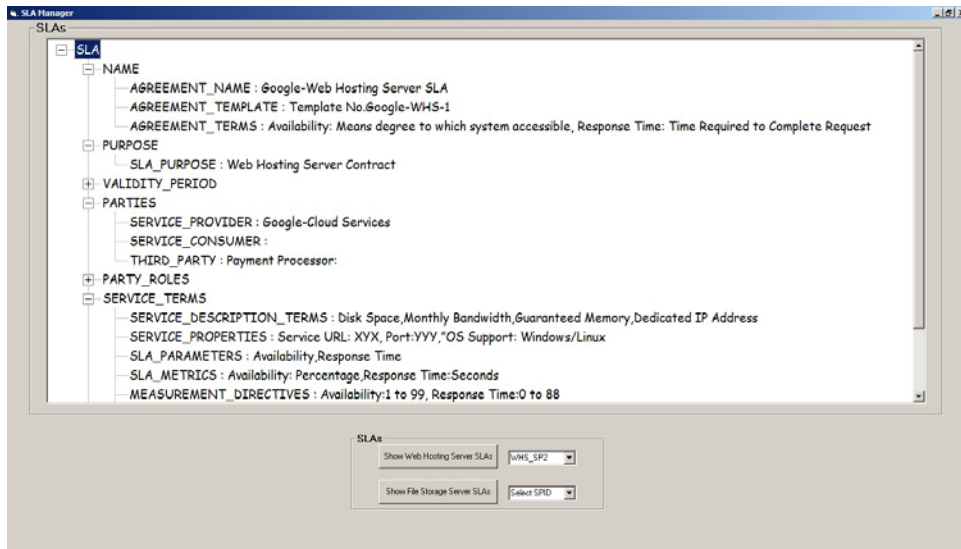 SLA Manager
SLAs
SLA
NAME
AGREEMENT_NAME : Google-Web Hosting Server SLA
AGREEMENT_TEMPLATE : Template No.Google-WHS-1
AGREEMENT_TERMS : Availability: Means degree to which system accessible, Response Time: Time Required to Complete Request
PURPOSE
SLA_PURPOSE : Web Hosting Server Contract
VALIDITY_PERIOD
PARTIES
SERVICE_PROVIDER : Google-Cloud Services
SERVICE_CONSUMER :
THIRD_PARTY : Payment Processor:
PARTY_ROLES
SERVICE_TERMS
SERVICE_DESCRIPTION_TERMS : Disk Space,Monthly Bandwidth,Guaranteed Memory,Dedicated IP Address
SERVICE_PROPERTIES : Service URL: XYX, Port:YYY,"OS Support: Windows/Linux
SLA_PARAMETERS : Availability,Response Time
SLA_METRICS : Availability: Percentage,Response Time:Seconds
MEASUREMENT_DIRECTIVES : Availability:1 to 99, Response Time:0 to 88
SLAs
Show Web Hosting Server SLAs WHS_SP2
Show File Storage Server SLAs Select SPID